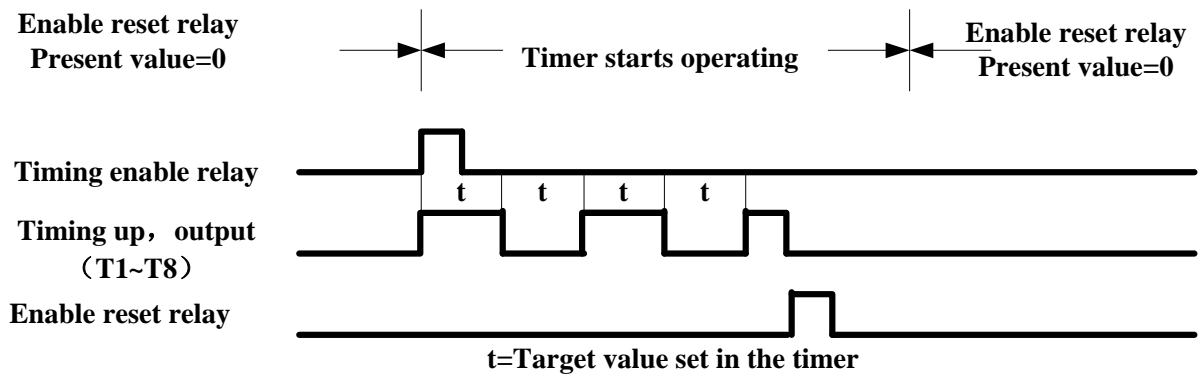 Enable reset relay
Present value=0
Timer starts operating
Enable reset relay
Present value=0
Timing enable relay
t t t t
Timing up，output
（T1~T8）
Enable reset relay
t=Target value set in the timer